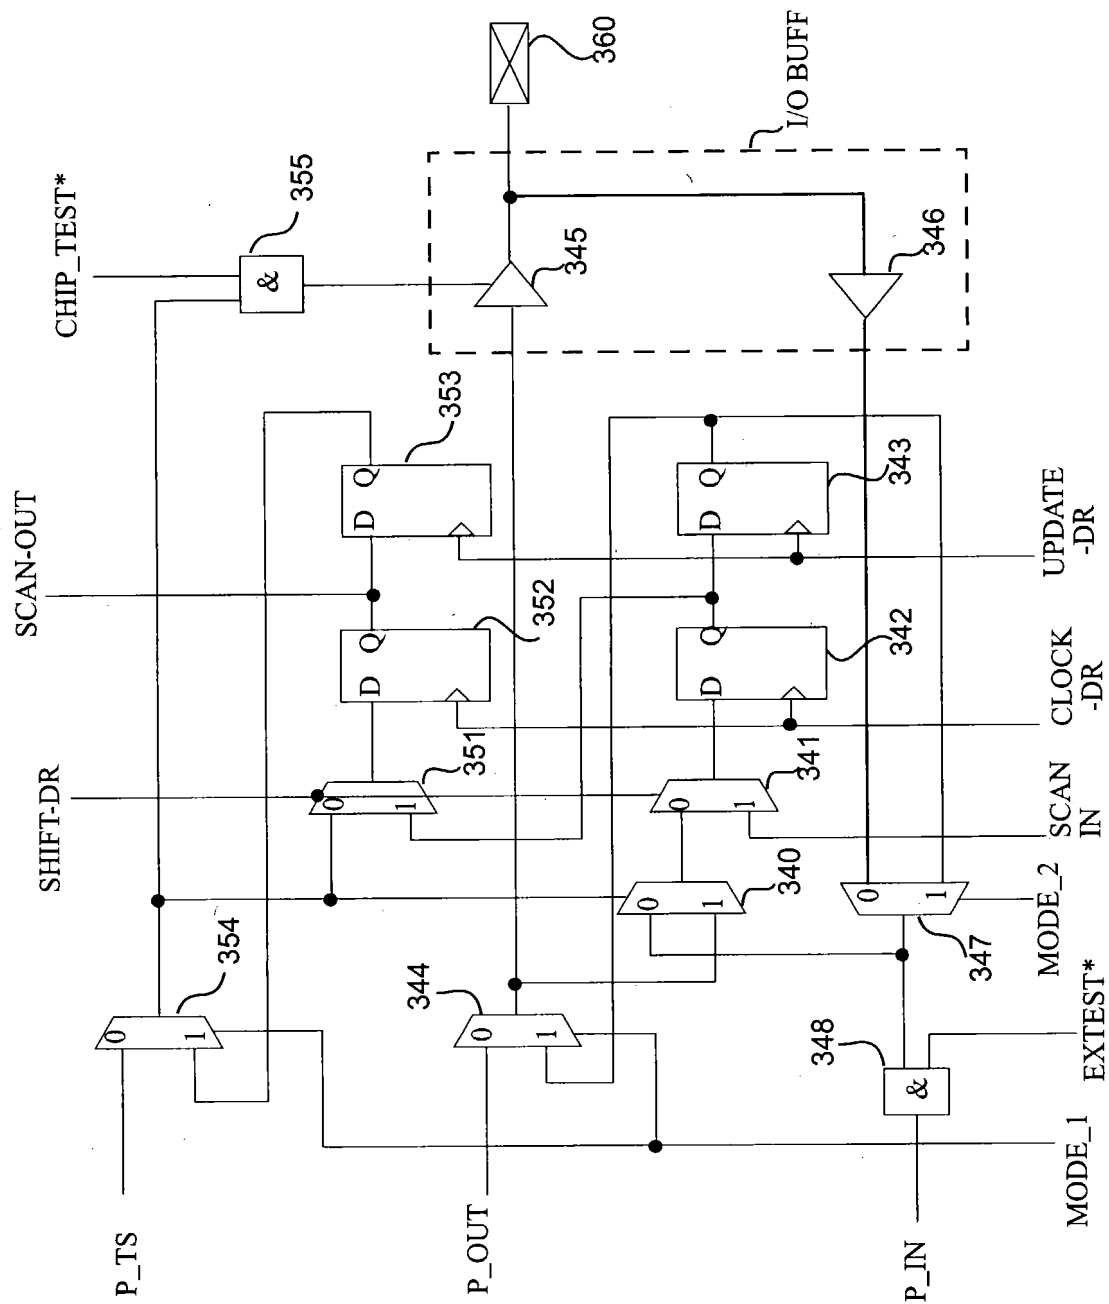 CHIP_TEST*
355
360
I/O BUFF
345
346
SCAN-OUT
&
D Q
353
D Q
352
D Q
343
D Q
342
UPDATE
-DR
CLOCK
-DR
SHIFT-DR
0
1
351
0
1
341
SCAN
IN
0
1
340
0
1
347
MODE_2
0
1
354
0
1
344
348
&
EXTEST*
MODE_1
P_TS
P_OUT
P_IN